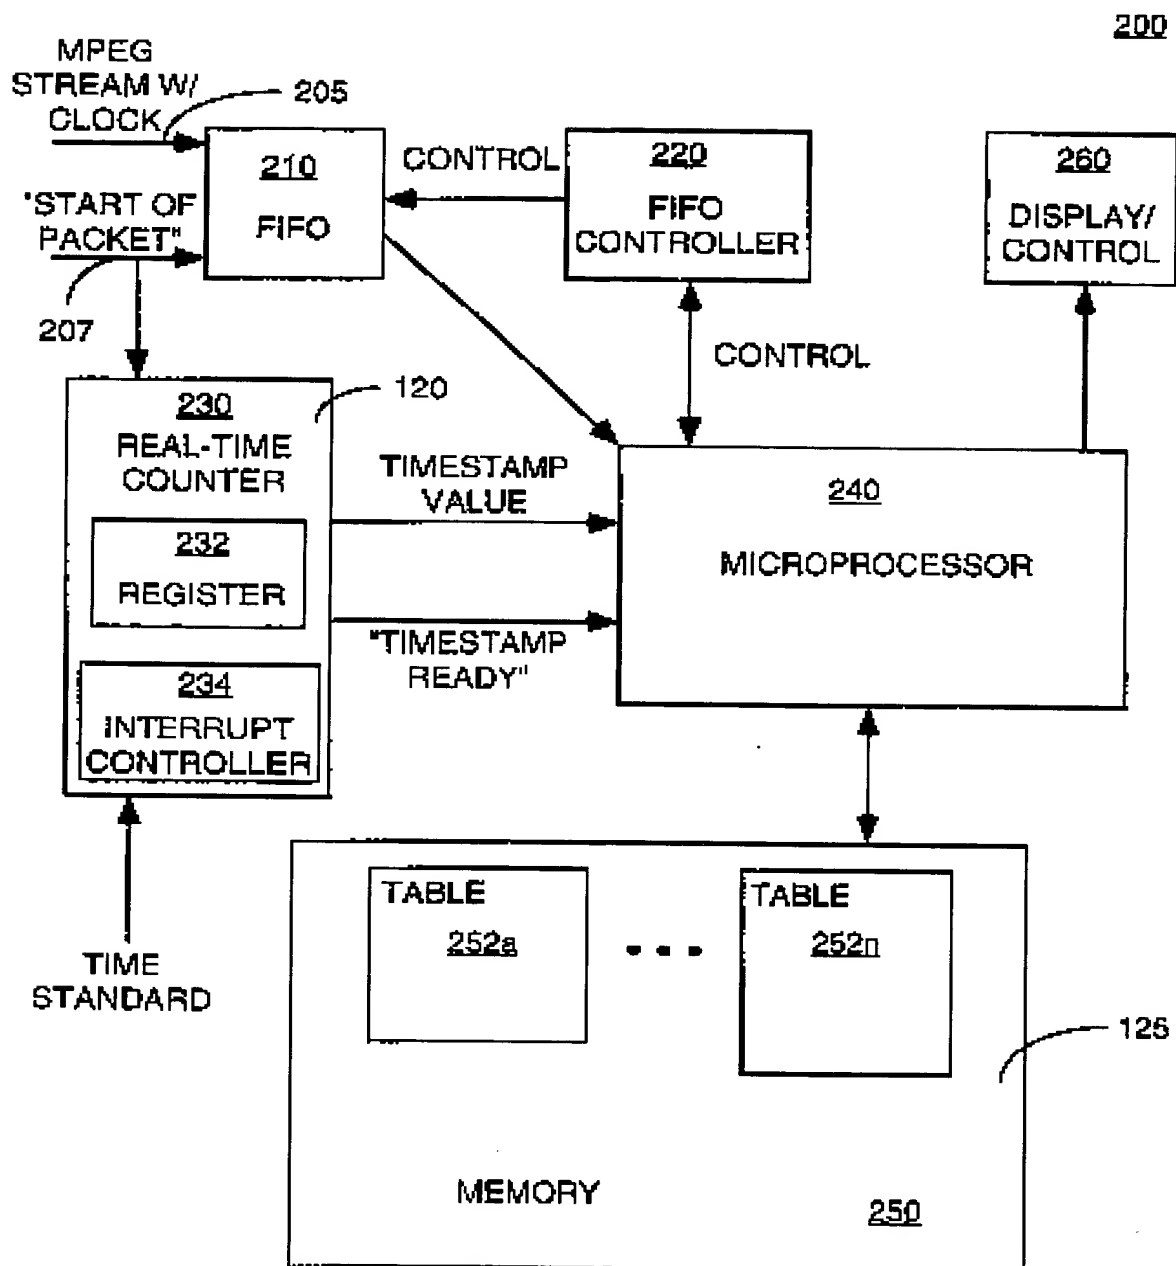 200
MPEG
STREAM W/
CLOCK
205
"START OF
PACKET"
207
210
FIFO
CONTROL
220
FIFO
CONTROLLER
260
DISPLAY/
CONTROL
CONTROL
120
230
REAL-TIME
COUNTER
232
REGISTER
234
INTERRUPT
CONTROLLER
TIMESTAMP
VALUE
"TIMESTAMP
READY"
240
MICROPROCESSOR
TIME
STANDARD
TABLE
252a
TABLE
252n
125
MEMORY
250